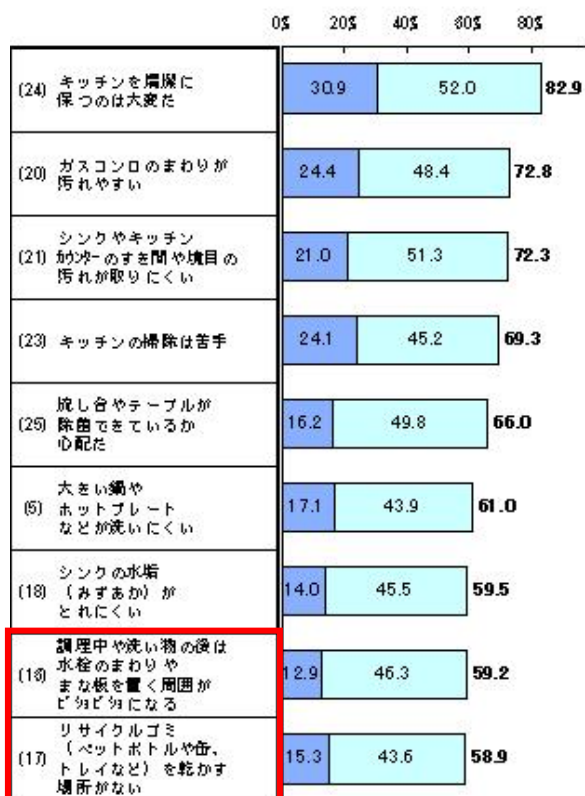 0% 20% 40% 60% 80%
(24) キッチンを清潔に
保つのは大変だ
30.9 52.0 82.9
(20) ガスコンロのまわりが
汚れやすい
24.4 48.4 72.8
シンクやキッチン
(21) ｶｳﾝﾀｰのすき間や境目の
汚れが取りにくい
21.0 51.3 72.3
(23) キッチンの掃除は苦手
24.1 45.2 69.3
流し台やテーブルが
(25) 除菌できているか
心配だ
16.2 49.8 66.0
大きい鍋や
(5) ホットプレート
などが洗いにくい
17.1 43.9 61.0
シンクの水垢
(18) （みずあか）が
とれにくい
14.0 45.5 59.5
調理中や洗い物の後は
(16) 水栓のまわりや
まな板を置く周囲が
ﾋﾞｼｮﾋﾞｼｮになる
12.9 46.3 59.2
リサイクルゴミ
(17) （ペットボトルや缶、
トレイなど）を乾かす
場所がない
15.3 43.6 58.9